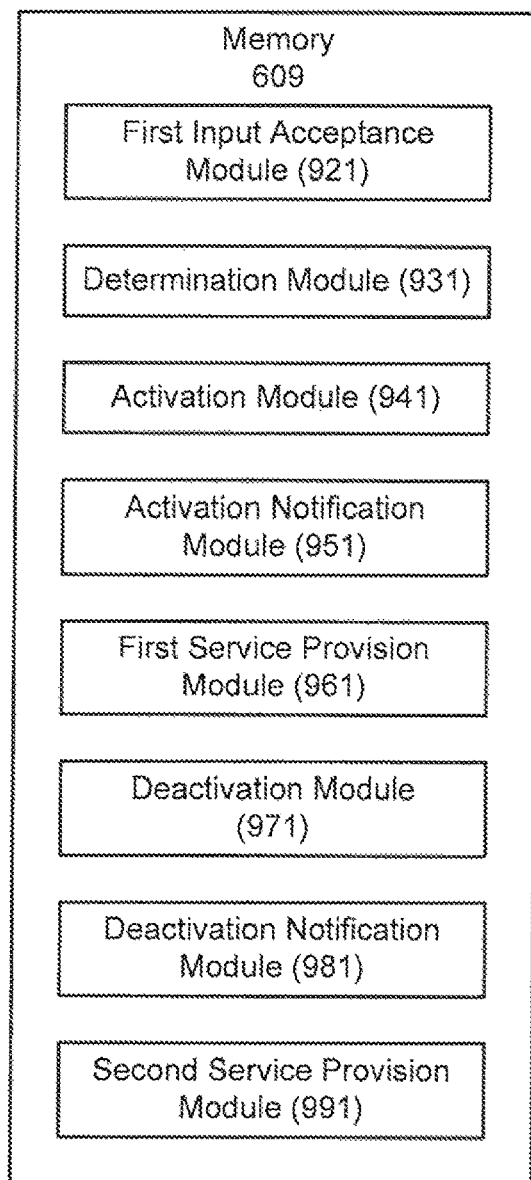 Memory
609
First Input Acceptance
Module (921)
Determination Module (931)
Activation Module (941)
Activation Notification
Module (951)
First Service Provision
Module (961)
Deactivation Module
(971)
Deactivation Notification
Module (981)
Second Service Provision
Module (991)